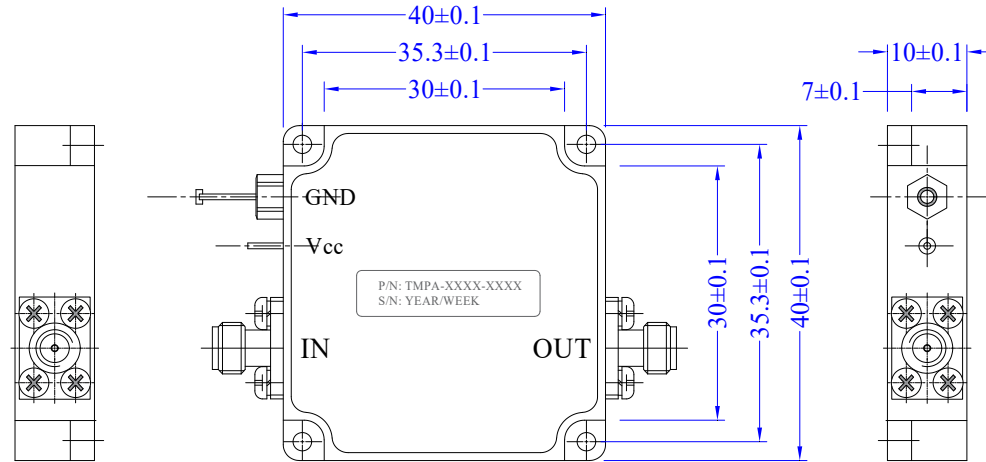 40±0.1
35.3±0.1
30±0.1
10±0.1
7±0.1
GND
Vcc
P/N: TMPA-XXXX-XXXX
S/N: YEAR/WEEK
IN
OUT
30±0.1
35.3±0.1
40±0.1